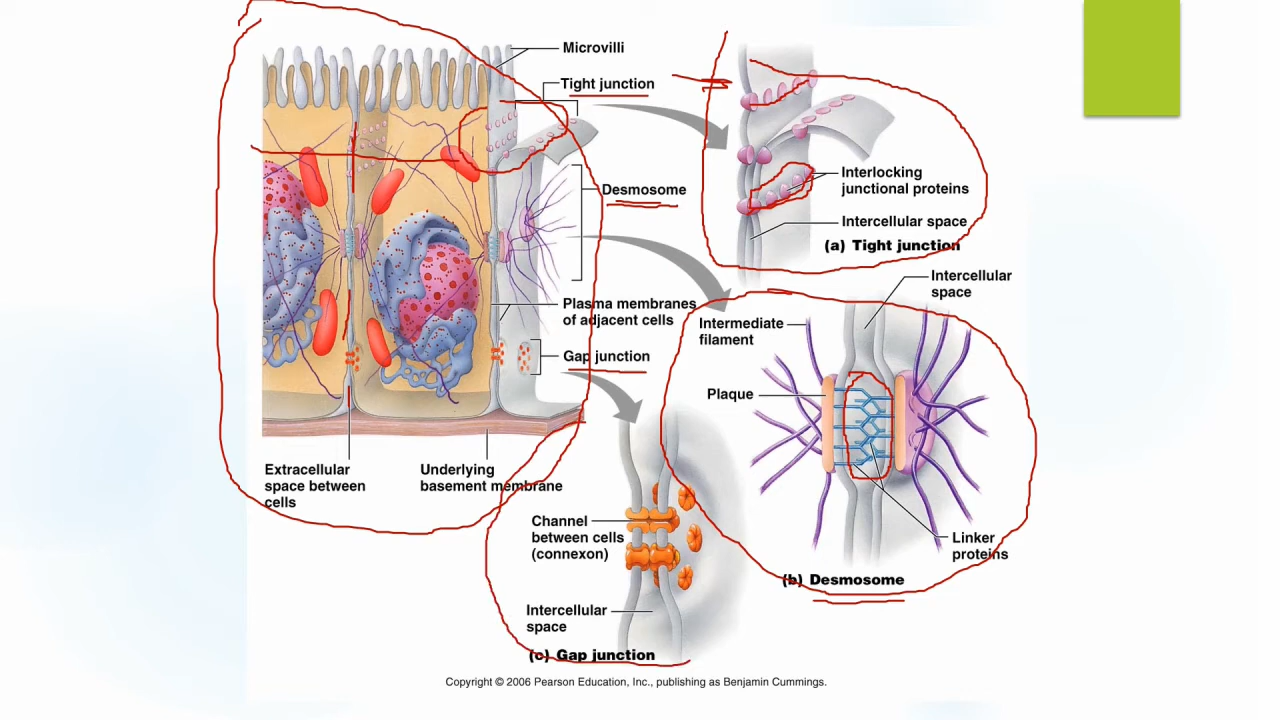 Microvilli
Tight junction
Desmosome
Plasma membranes
of adjacent cells
Gap junction
Extracellular
space between
cells
Underlying
basement membrane
Interlocking
junctional proteins
Intercellular space
(a) Tight junction
Intercellular
space
Intermediate
filament
Plaque
Linker
proteins
(b) Desmosome
Channel
between cells
(connexon)
Intercellular
space
(c) Gap junction
Copyright © 2006 Pearson Education, Inc., publishing as Benjamin Cummings.